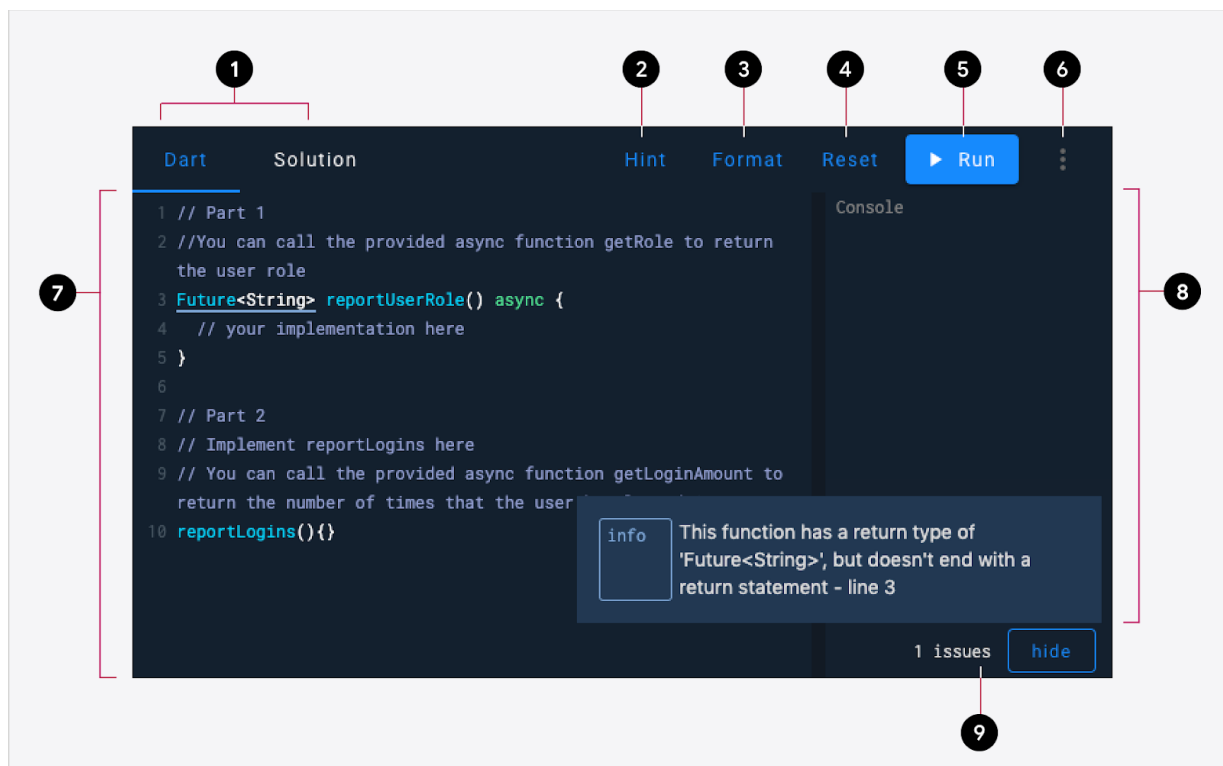 1
2
3
4
5
6
Dart Solution Hint Format Reset Run
7
8
Console
1 // Part 1
2 //You can call the provided async function getRole to return
the user role
3 Future<String> reportUserRole() async {
4 // your implementation here
5 }
6
7 // Part 2
8 // Implement reportLogins here
9 // You can call the provided async function getLoginAmount to
return the number of times that the user
10 reportLogins(){}
info
This function has a return type of
'Future<String>', but doesn't end with a
return statement - line 3
1 issues hide
9